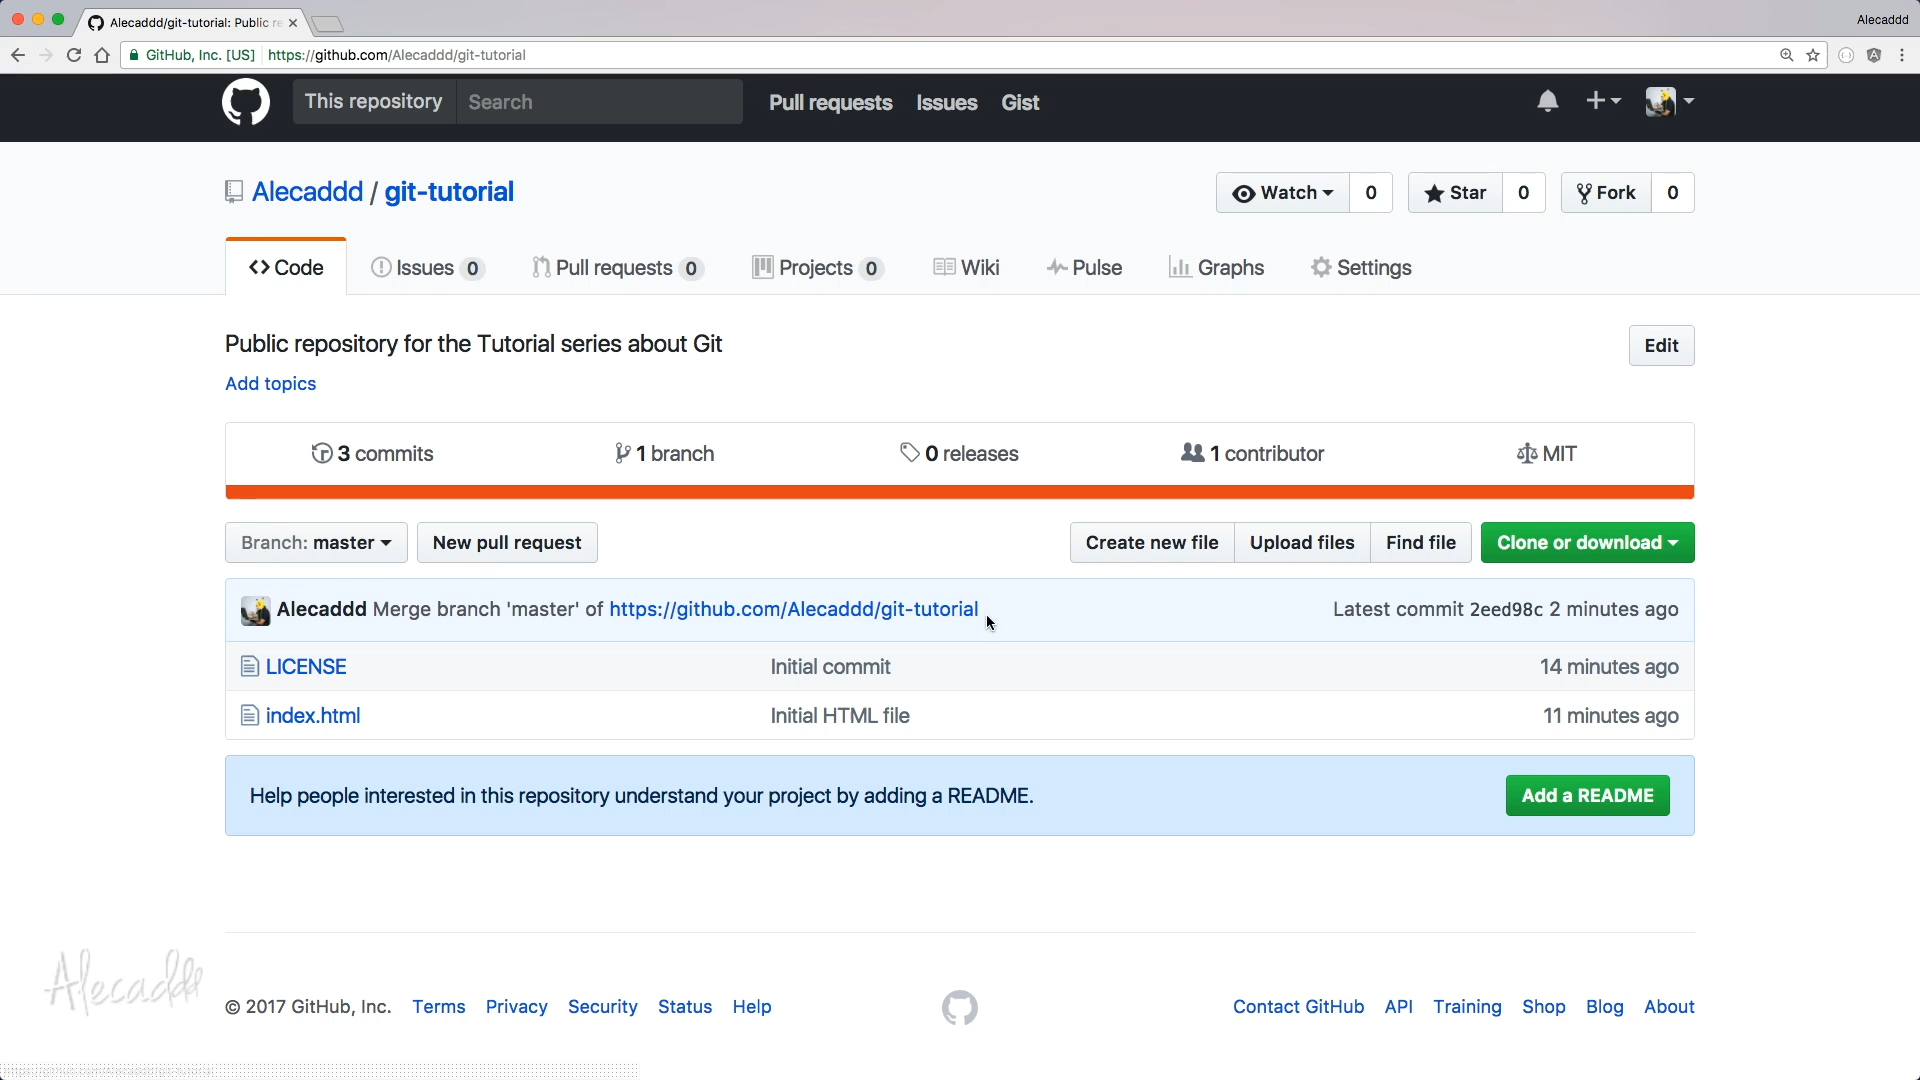 Alecaddd/git-tutorial: Public re
Alecaddd
GitHub, Inc. [US] https://github.com/Alecaddd/git-tutorial
This repository Search Pull requests Issues Gist
Alecaddd / git-tutorial Watch 0 Star 0 Fork 0
Code Issues 0 Pull requests 0 Projects 0 Wiki Pulse Graphs Settings
Public repository for the Tutorial series about Git Edit
Add topics
3 commits 1 branch 0 releases 1 contributor MIT
Branch: master New pull request Create new file Upload files Find file Clone or download
Alecaddd Merge branch 'master' of https://github.com/Alecaddd/git-tutorial Latest commit 2eed98c 2 minutes ago
LICENSE Initial commit 14 minutes ago
index.html Initial HTML file 11 minutes ago
Help people interested in this repository understand your project by adding a README. Add a README
Alecaddd
© 2017 GitHub, Inc. Terms Privacy Security Status Help Contact GitHub API Training Shop Blog About
https://github.com/Alecaddd/git-tutorial